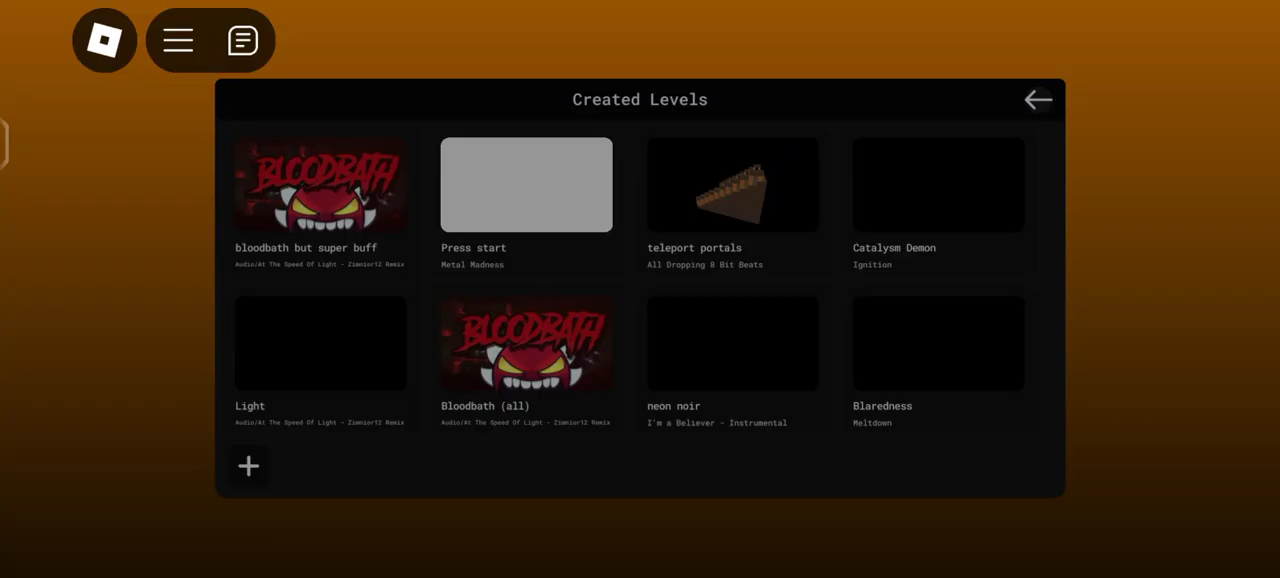 Created Levels
BLOODBATH
bloodbath but super buff
Audio/At The Speed Of Light - Zimnior12 Remix
Press start
Metal Madness
teleport portals
All Dropping 8 Bit Beats
Catalysm Demon
Ignition
Light
Audio/At The Speed Of Light - Zimnior12 Remix
BLOODBATH
Bloodbath (all)
Audio/At The Speed Of Light - Zimnior12 Remix
neon noir
I'm a Believer - Instrumental
Blaredness
Meltdown